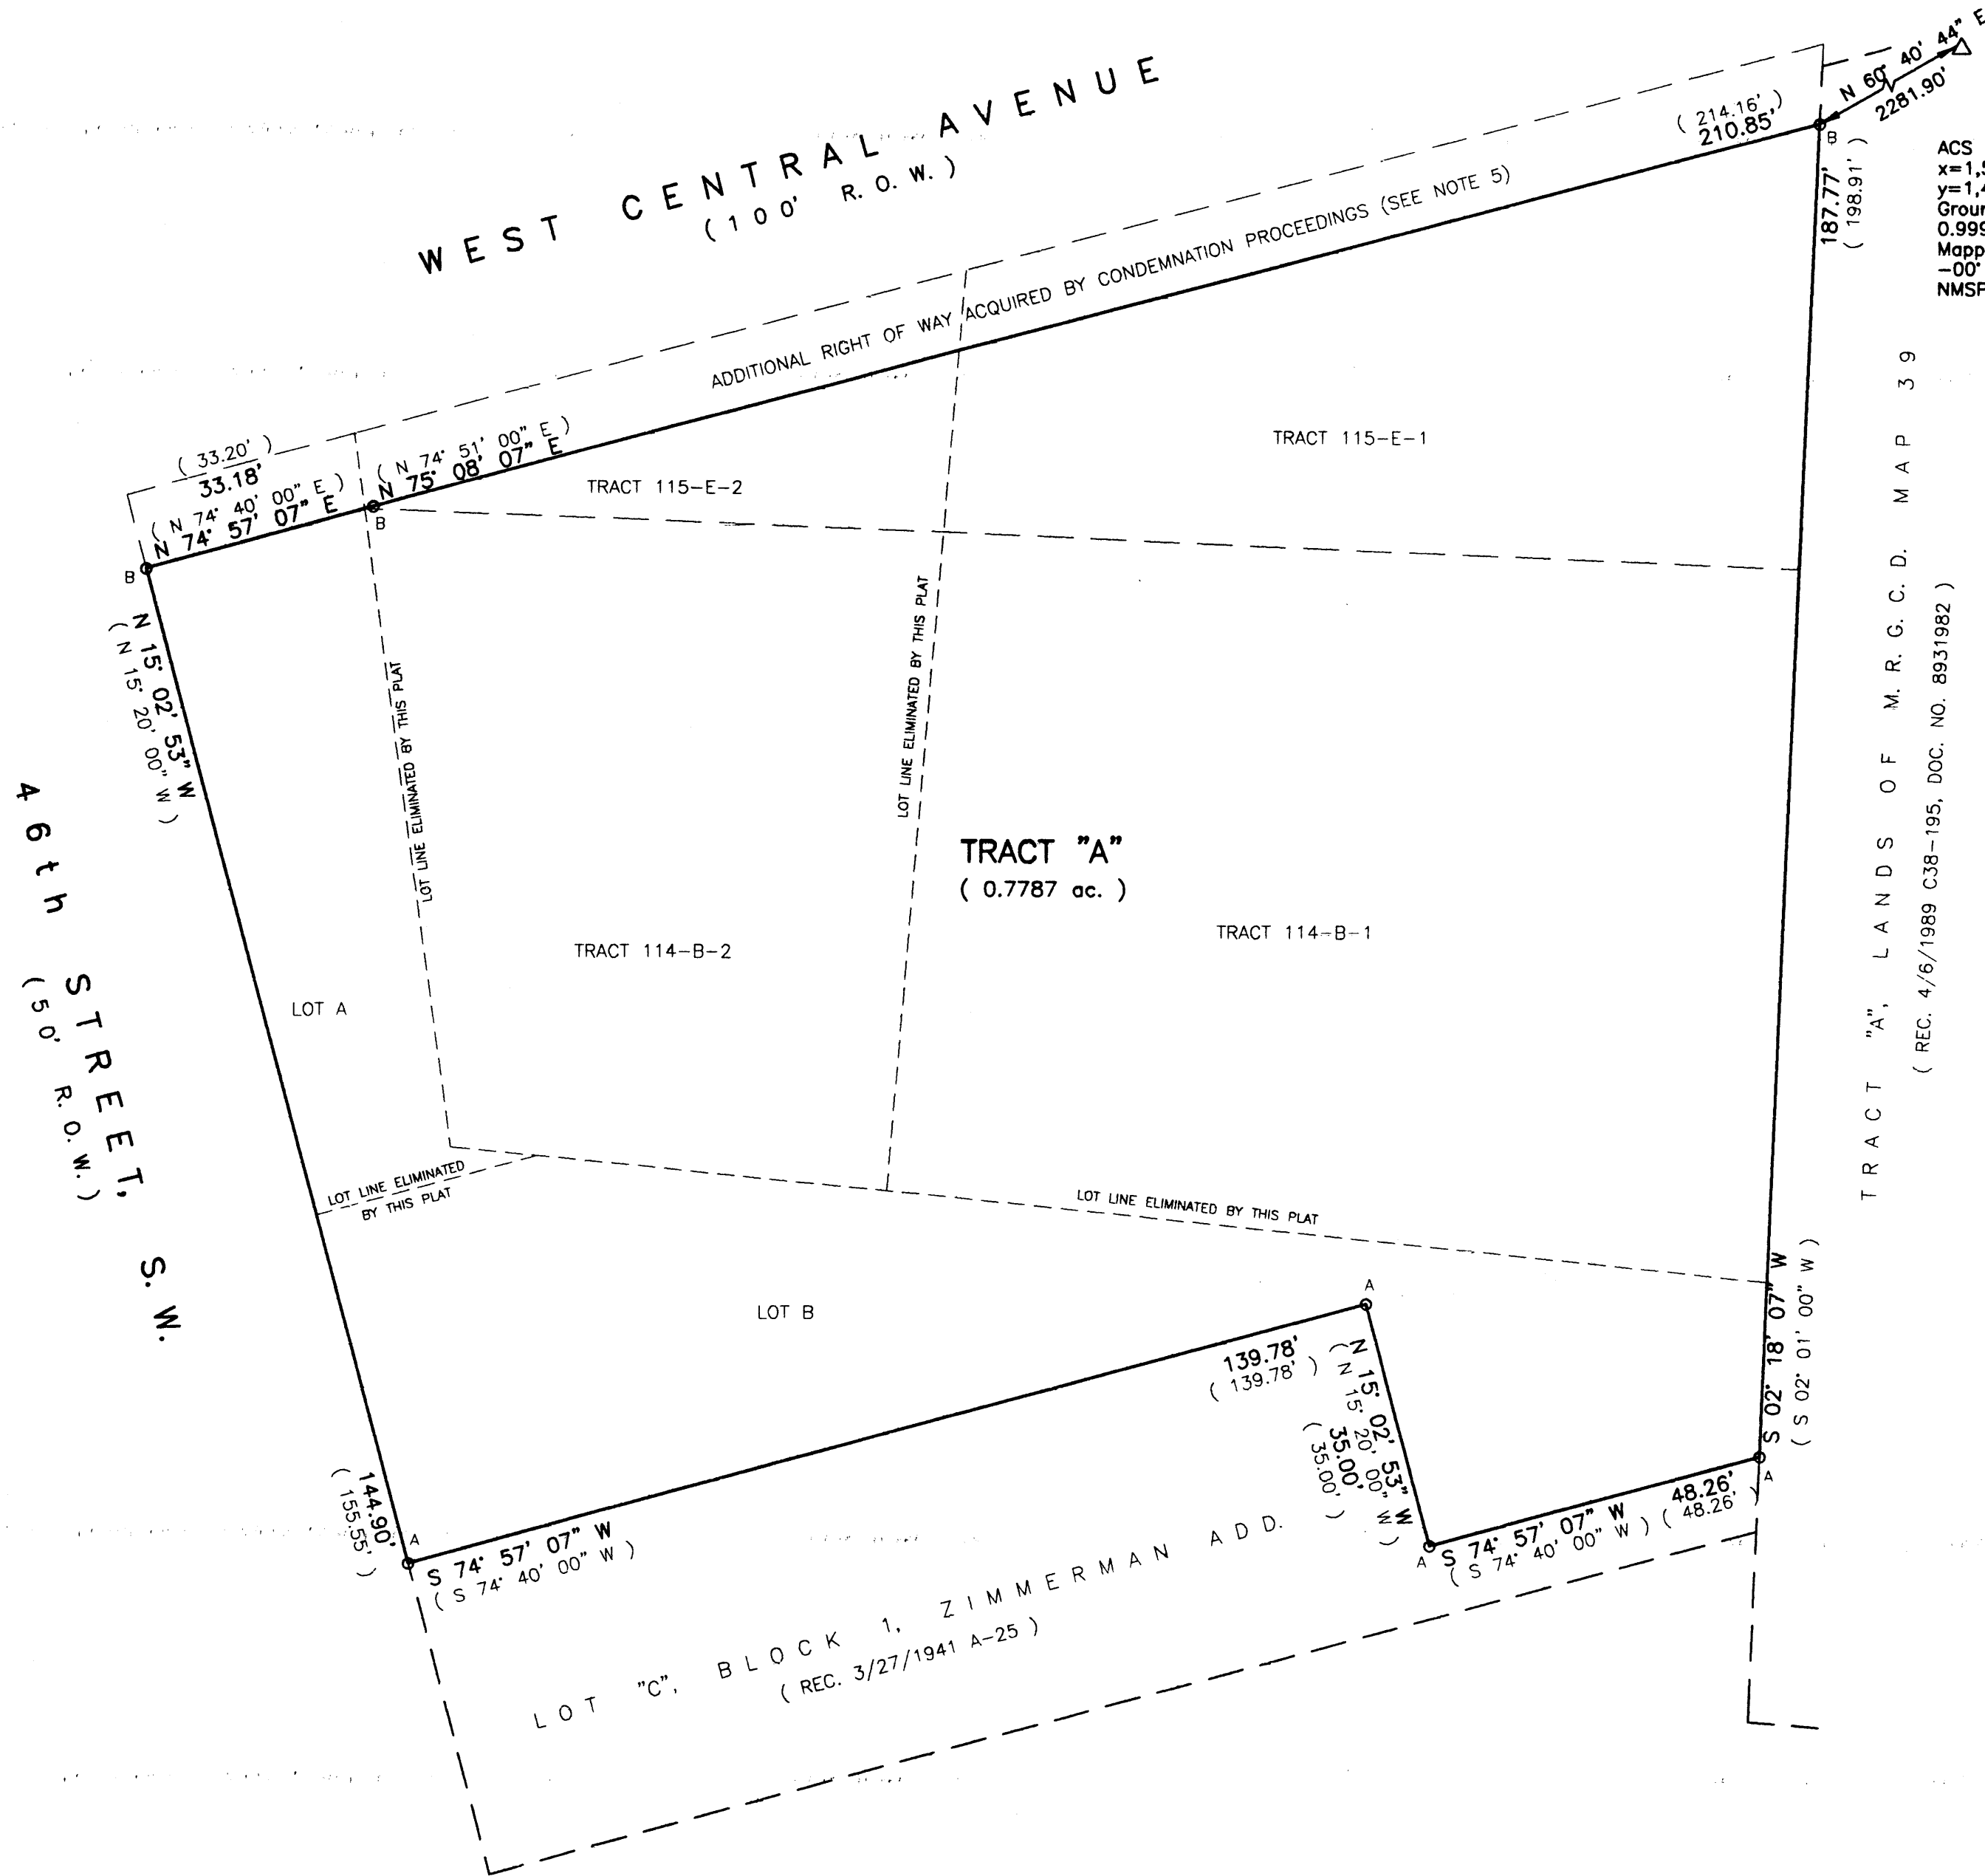 WEST CENTRAL AVENUE
( 100' R. O. W. )
N 60° 40' 44" E
2281.90'
( 214.16' )
210.85'
B
187.77'
( 198.91' )
ACS
Mapp
NMSP
ADDITIONAL RIGHT OF WAY ACQUIRED BY CONDEMNATION PROCEEDINGS (SEE NOTE 5)
( 33.20' )
33.18'
( N 74° 40' 00" E )
N 74° 57' 07" E
( N 74° 51' 00" E )
N 75° 08' 07" E
B
B
TRACT 115-E-2
TRACT 115-E-1
N 15° 02' 53" W
( N 15° 20' 00" W )
LOT LINE ELIMINATED BY THIS PLAT
LOT LINE ELIMINATED BY THIS PLAT
TRACT "A"
( 0.7787 ac. )
TRACT 114-B-2
TRACT 114-B-1
LOT A
46th STREET, S. W.
( 50' R. O. W. )
TRACT "A", LANDS OF M. R. G. C. D. MAP 39
( REC. 4/6/1989 C38-195, DOC. NO. 8931982 )
LOT LINE ELIMINATED
BY THIS PLAT
LOT LINE ELIMINATED BY THIS PLAT
LOT B
A
139.78'
( 139.78' )
N 15° 02' 53" W
( N 15° 20' 00" W )
35.00'
( 35.00' )
S 02° 18' 07" W
( S 02° 01' 00" W )
A
144.90'
( 155.55' )
A
S 74° 57' 07" W
( S 74° 40' 00" W )
A
S 74° 57' 07" W 48.26'
( S 74° 40' 00" W ) ( 48.26' )
LOT "C", BLOCK 1, ZIMMERMAN ADD.
( REC. 3/27/1941 A-25 )